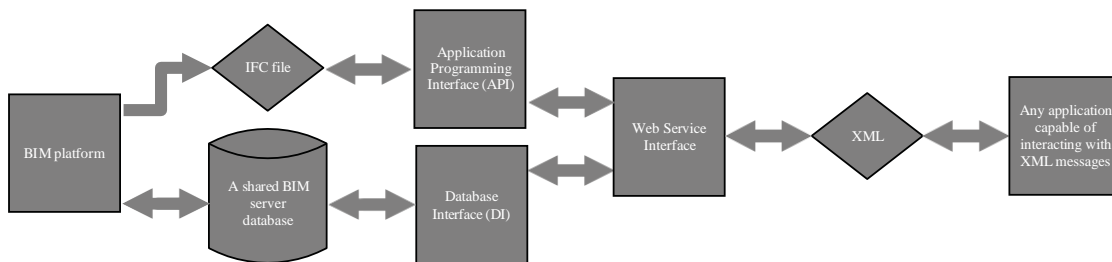 BIM platform
IFC file
A shared BIM
server
database
Application
Programming
Interface (API)
Database
Interface (DI)
Web Service
Interface
XML
Any application
capable of
interacting with
XML messages